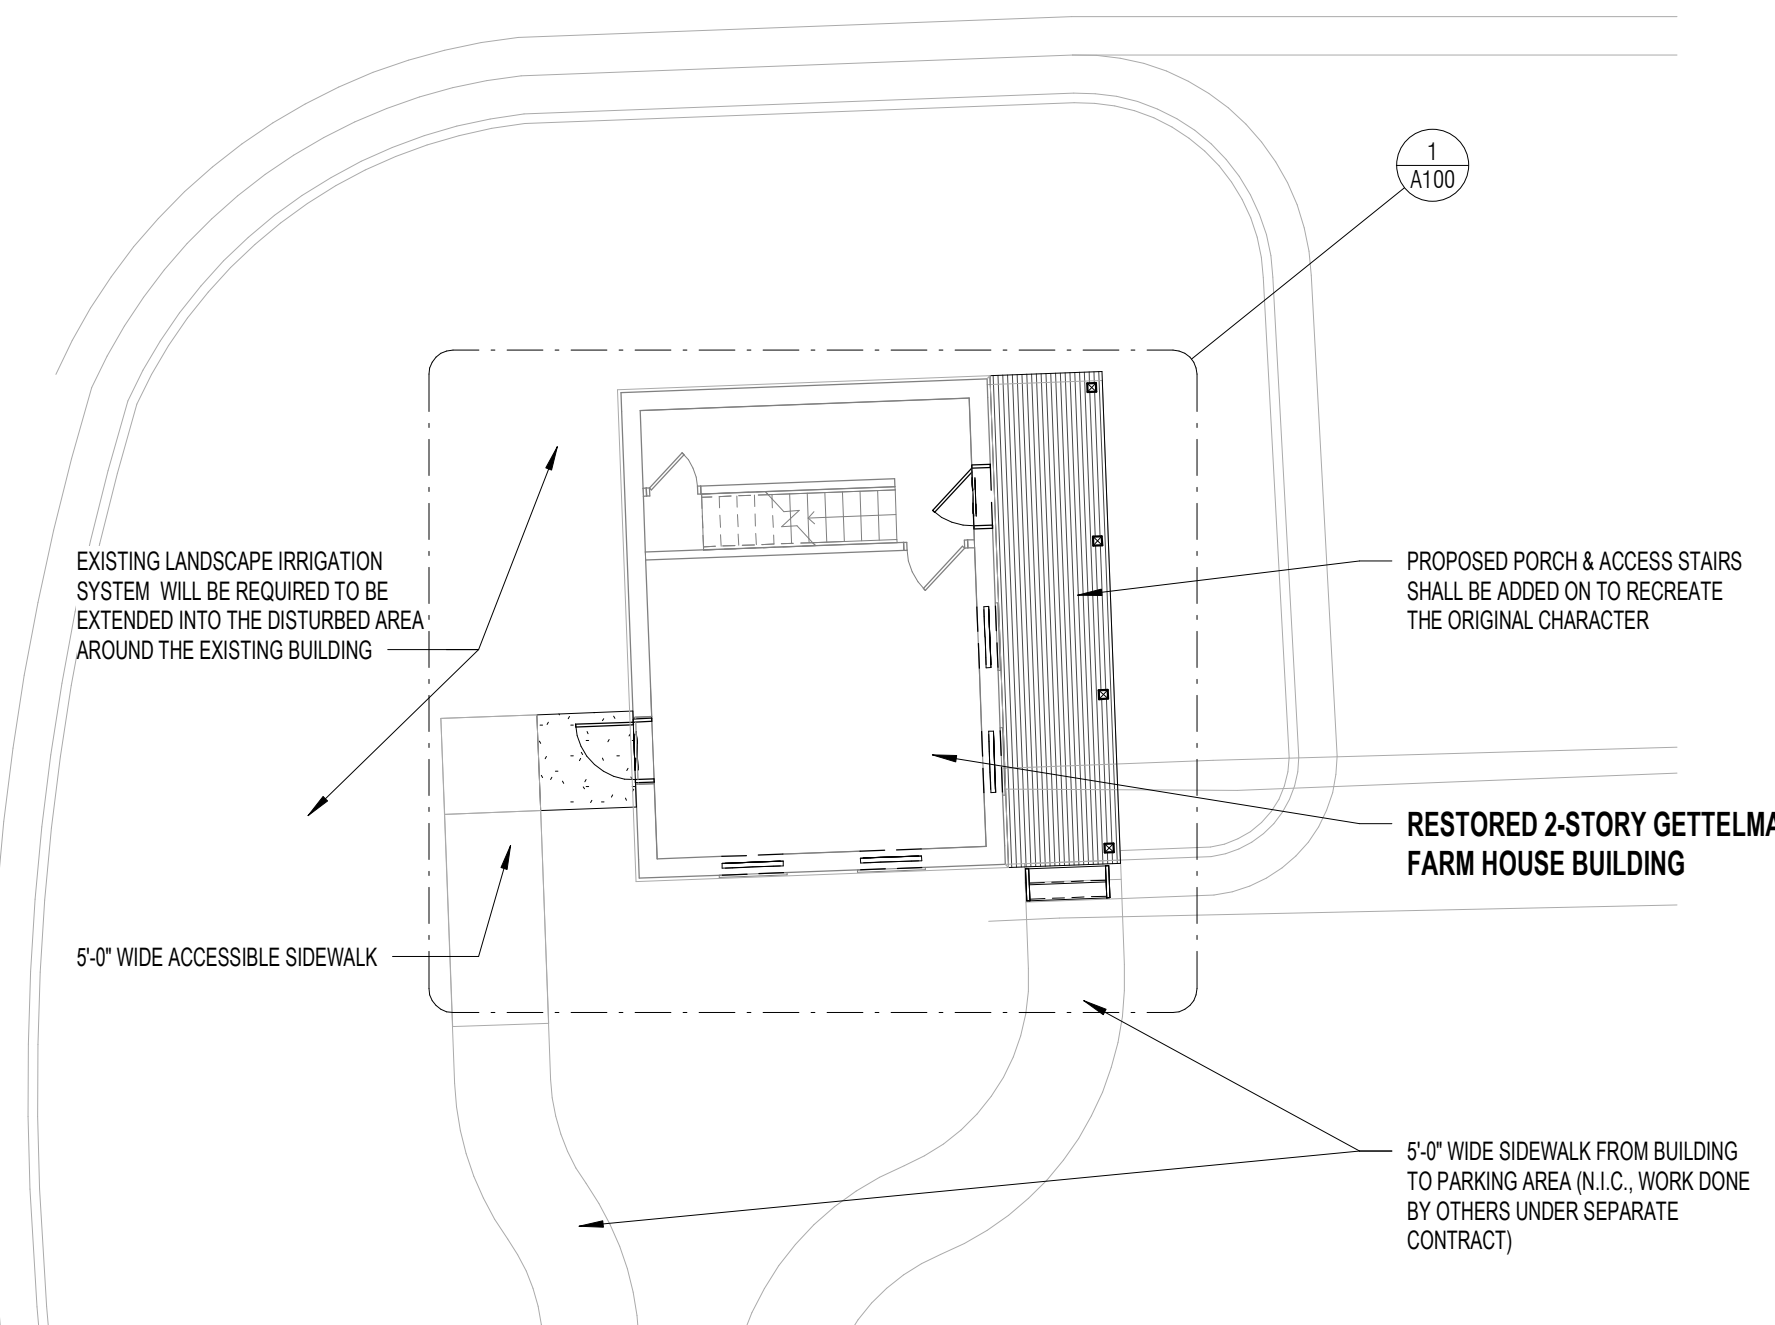 1
A100
EXISTING LANDSCAPE IRRIGATION
SYSTEM WILL BE REQUIRED TO BE
EXTENDED INTO THE DISTURBED AREA
AROUND THE EXISTING BUILDING
PROPOSED PORCH & ACCESS STAIRS
SHALL BE ADDED ON TO RECREATE
THE ORIGINAL CHARACTER
RESTORED 2-STORY GETTELMA
FARM HOUSE BUILDING
5'-0" WIDE ACCESSIBLE SIDEWALK
5'-0" WIDE SIDEWALK FROM BUILDING
TO PARKING AREA (N.I.C., WORK DONE
BY OTHERS UNDER SEPARATE
CONTRACT)